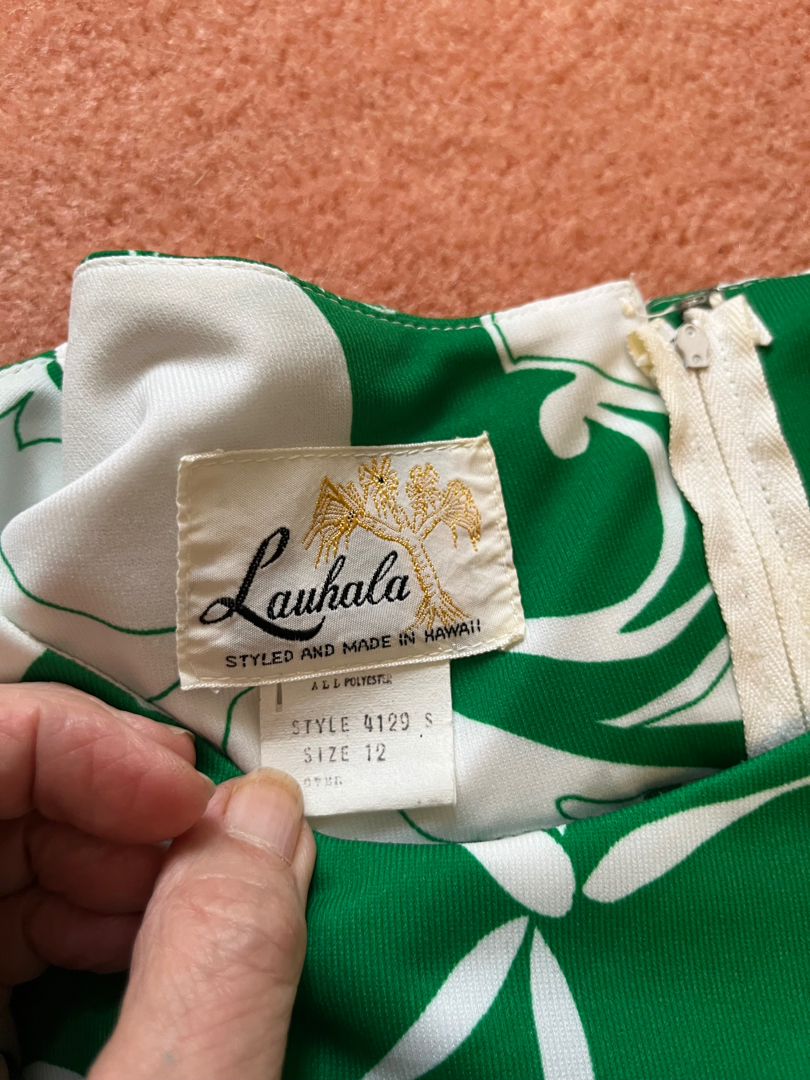 Lauhala
STYLED AND MADE IN HAWAII
ALL POLYESTER
STYLE 4129 S
SIZE 12